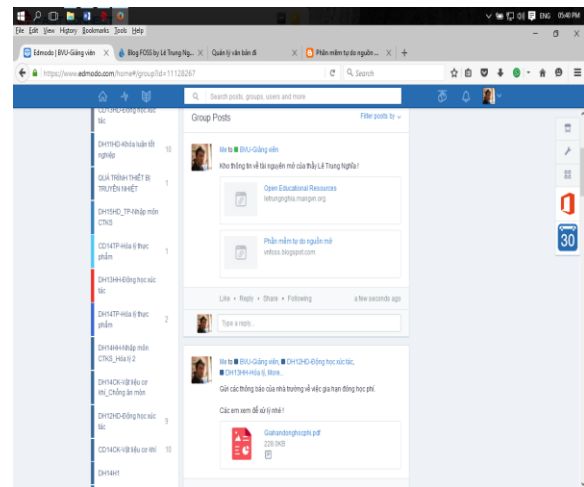 ENG 05:40 PM
File Edit View History Bookmarks Tools Help
Edmodo | BVU-Giảng viên
Blog FOSS by Lê Trung Ng...
Quản lý văn bản đi
Phần mềm tự do nguồn ...
https://www.edmodo.com/home#/group?id=11128267
Search
Search posts, groups, users and more
CD13HD-Động học xúc
tác
DH11HD-Khóa luận tốt
nghiệp
10
QUÁ TRÌNH THIẾT BỊ
TRUYỀN NHIỆT
1
DH15HD_TP-Nhập môn
CTKS
CD14TP-Hóa lý thực
phẩm
1
DH13HH-Động học xúc
tác
DH14TP-Hóa lý thực
phẩm
2
DH14HH-Nhập môn
CTKS_Hóa lý 2
DH14CK-Vật liệu cơ
khí_Chống ăn mòn
DH12HD-Động học xúc
tác
9
CD14CK-Vật liệu cơ khí
10
DH14H1
Group Posts
Filter posts by
Me to BVU-Giảng viên
Kho thông tin về tài nguyên mở của thầy Lê Trung Nghĩa !
Open Educational Resources
letrungnghia.mangvn.org
Phần mềm tự do nguồn mở
vnfoss.blogspot.com
Like • Reply • Share • Following
a few seconds ago
Type a reply...
Me to BVU-Giảng viên, DH12HD-Động học xúc tác,
DH13HH-Hóa lý, More...
Gửi các thông báo của nhà trường về việc gia hạn đóng học phí.
Các em xem để xử lý nhé !
Giahandonghocphi.pdf
228.0KB
30